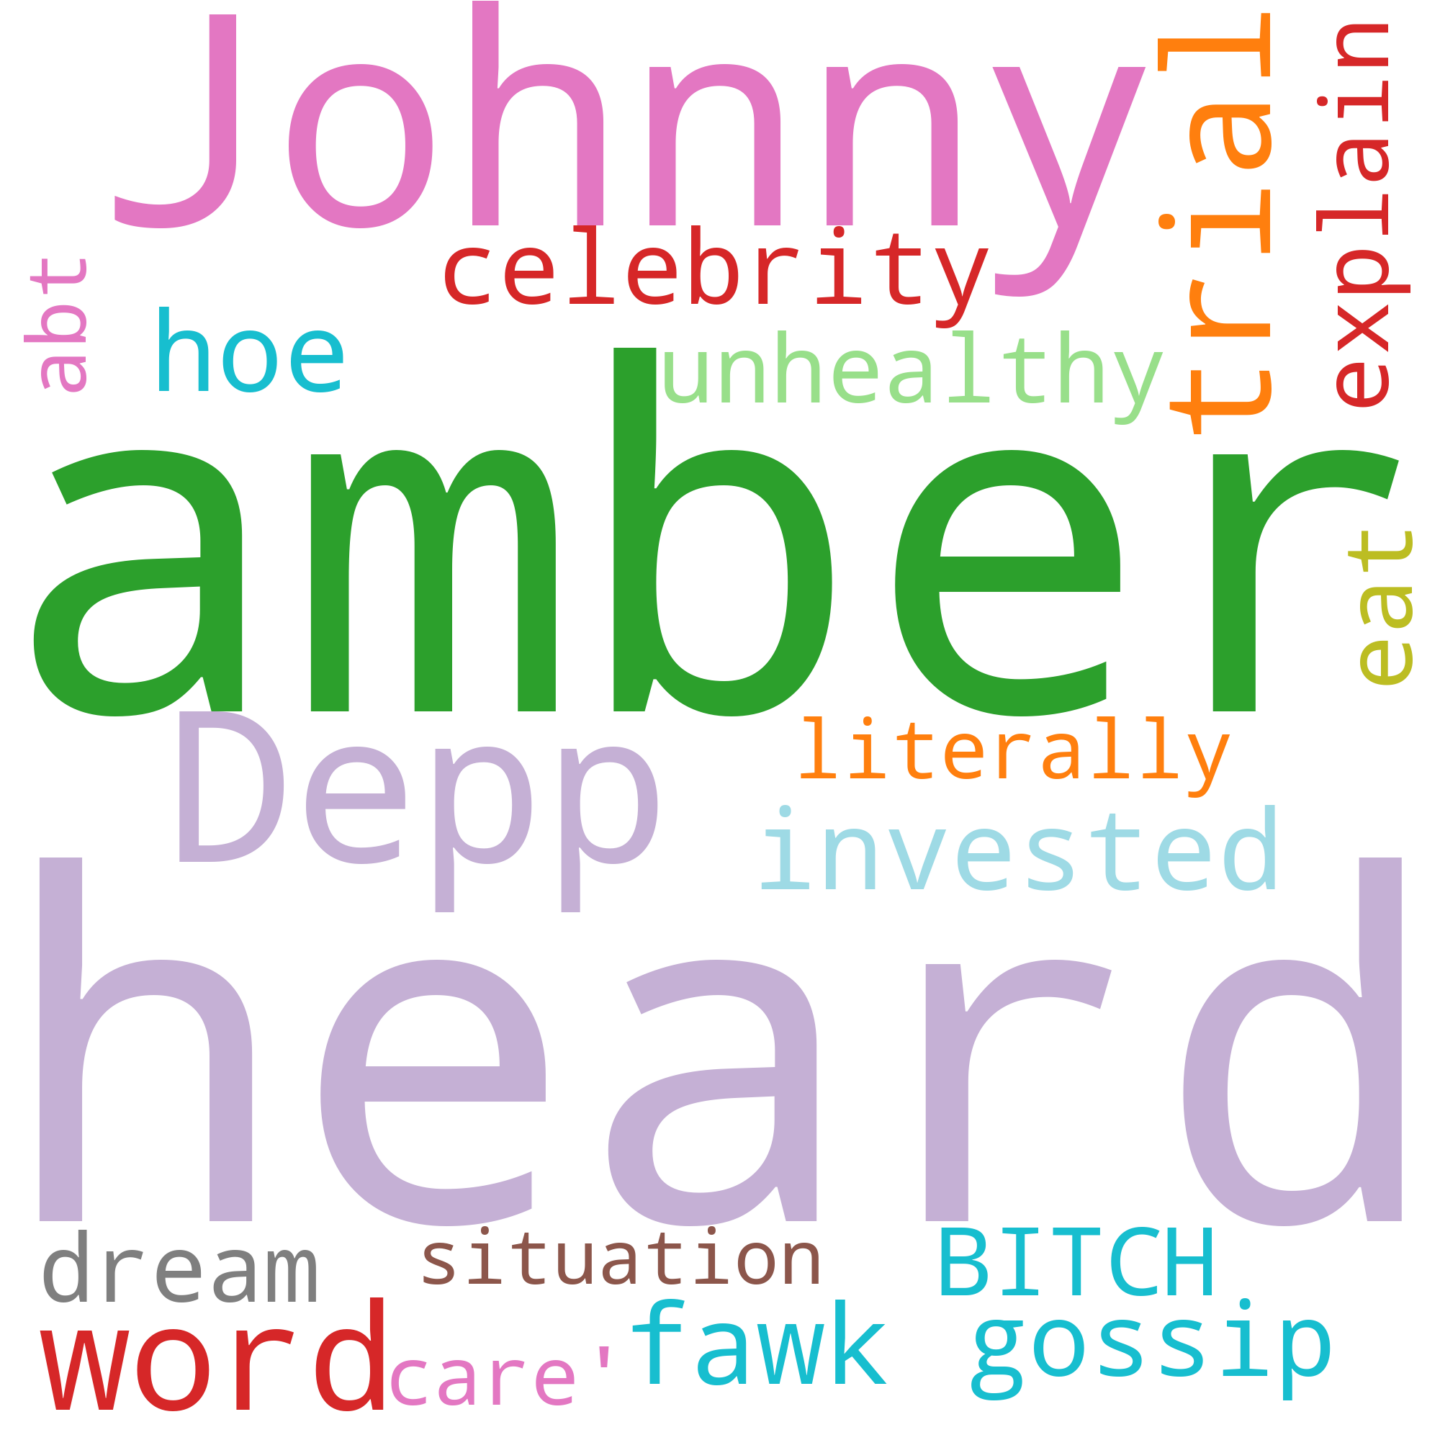 Johnny
trial
explain
celebrity
abt
hoe
unhealthy
amber
eat
Depp
literally
invested
heard
dream
situation
BITCH
word
care'
fawk
gossip